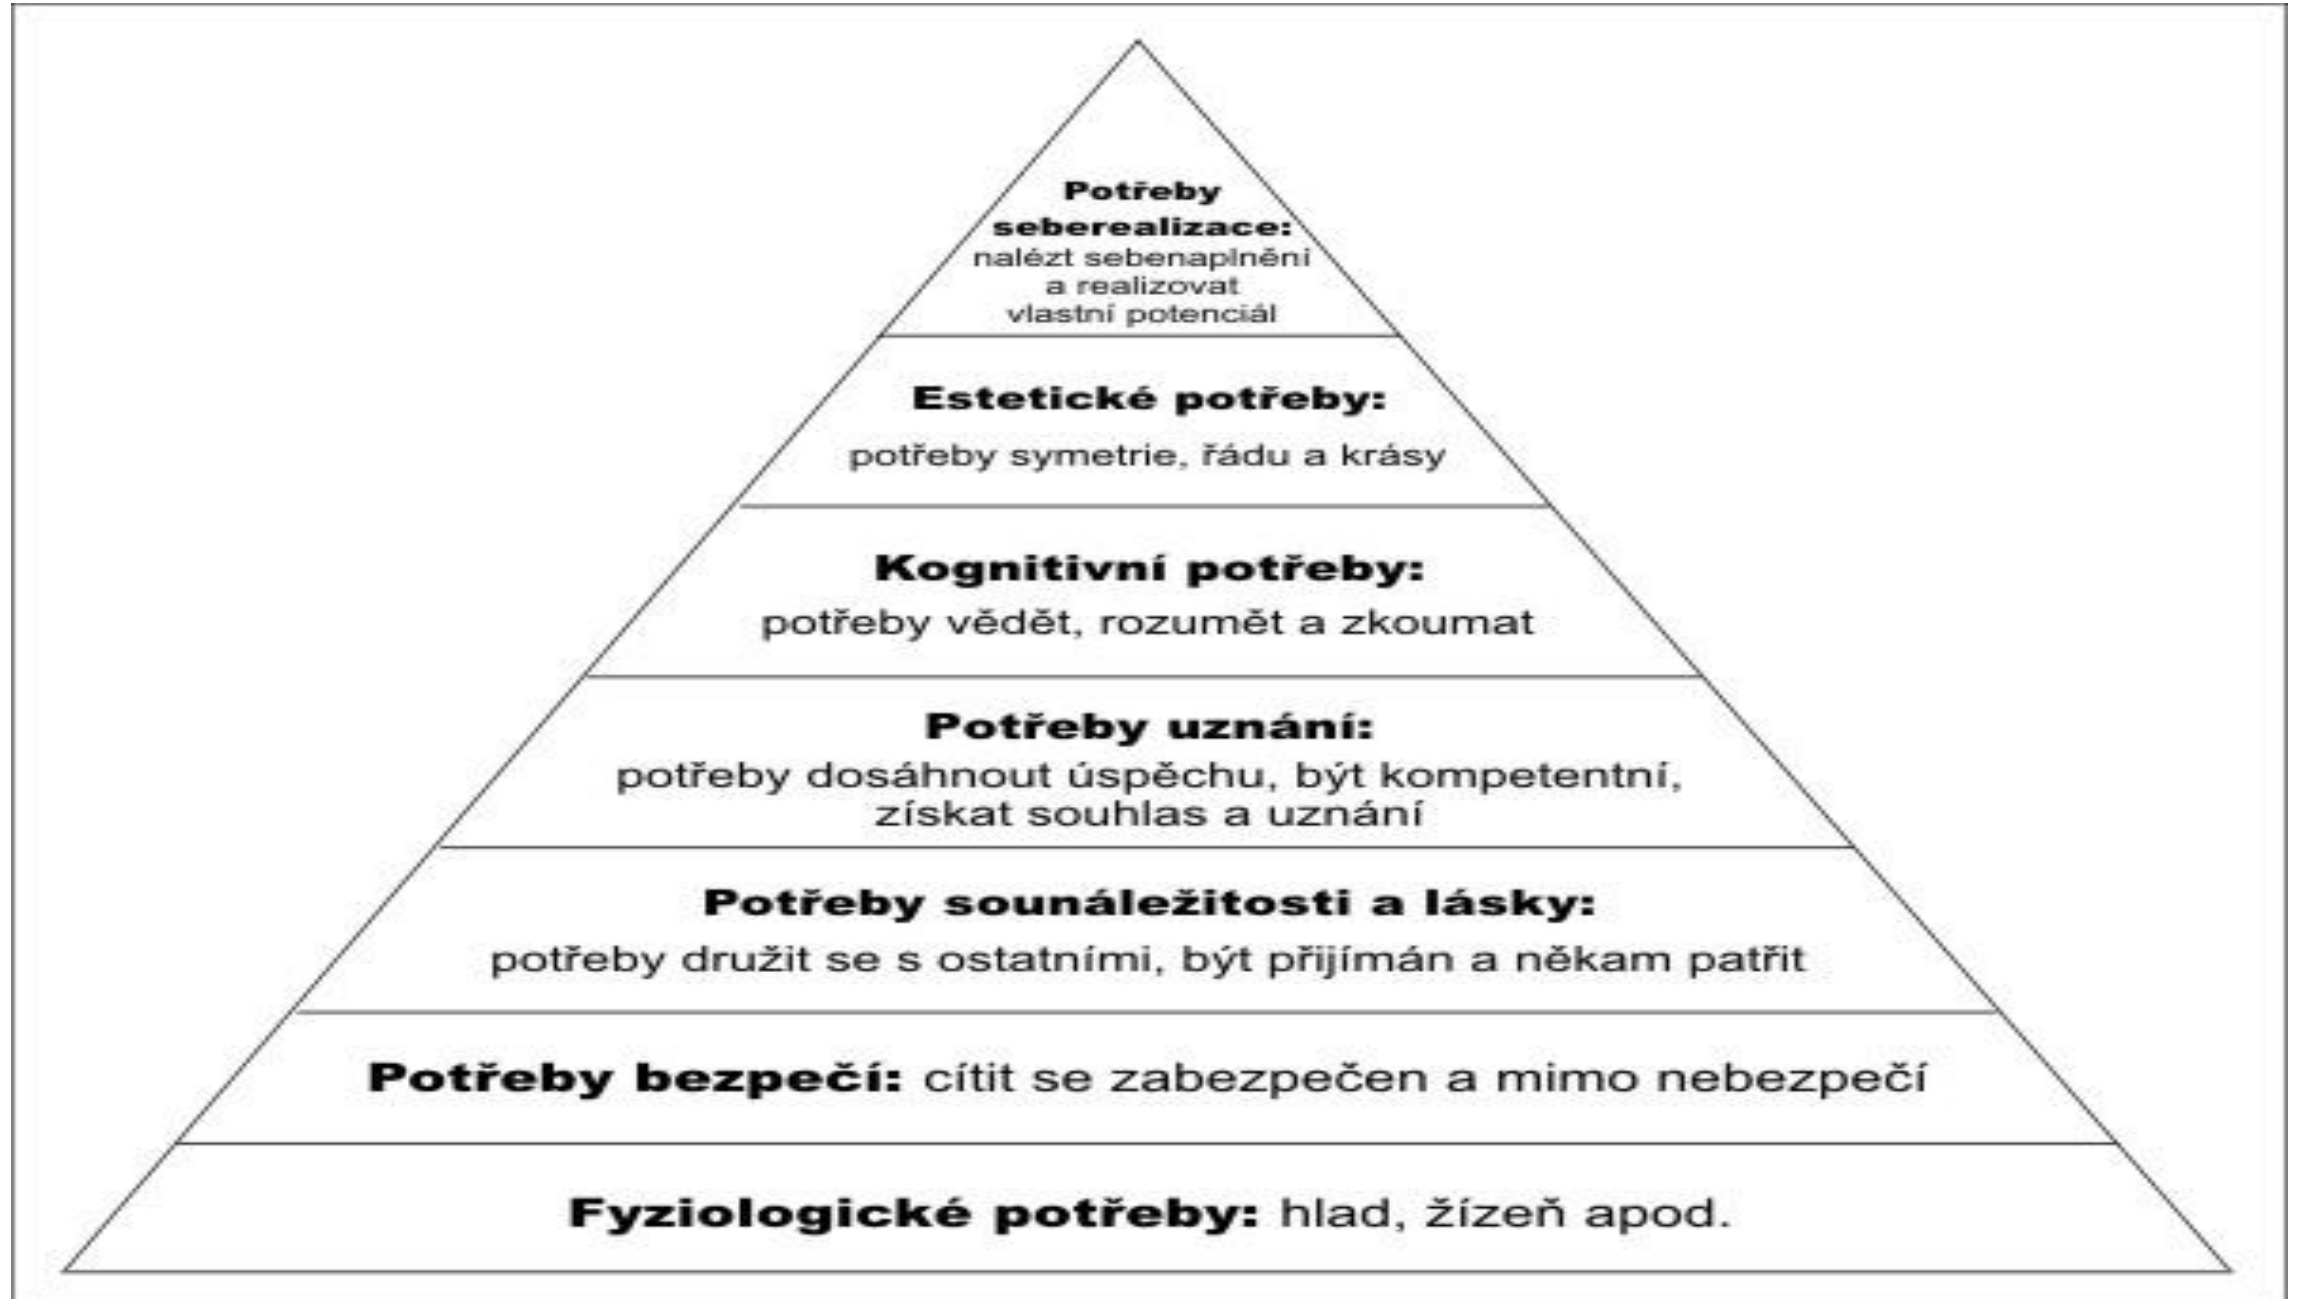 Potřeby
seberealizace:
nalézt sebenaplnění
a realizovat
vlastní potenciál
Estetické potřeby:
potřeby symetrie, řádu a krásy
Kognitivní potřeby:
potřeby vědět, rozumět a zkoumat
Potřeby uznání:
potřeby dosáhnout úspěchu, být kompetentní,
získat souhlas a uznání
Potřeby sounáležitosti a lásky:
potřeby družit se s ostatními, být přijímán a někam patřit
Potřeby bezpečí: cítit se zabezpečen a mimo nebezpečí
Fyziologické potřeby: hlad, žízeň apod.